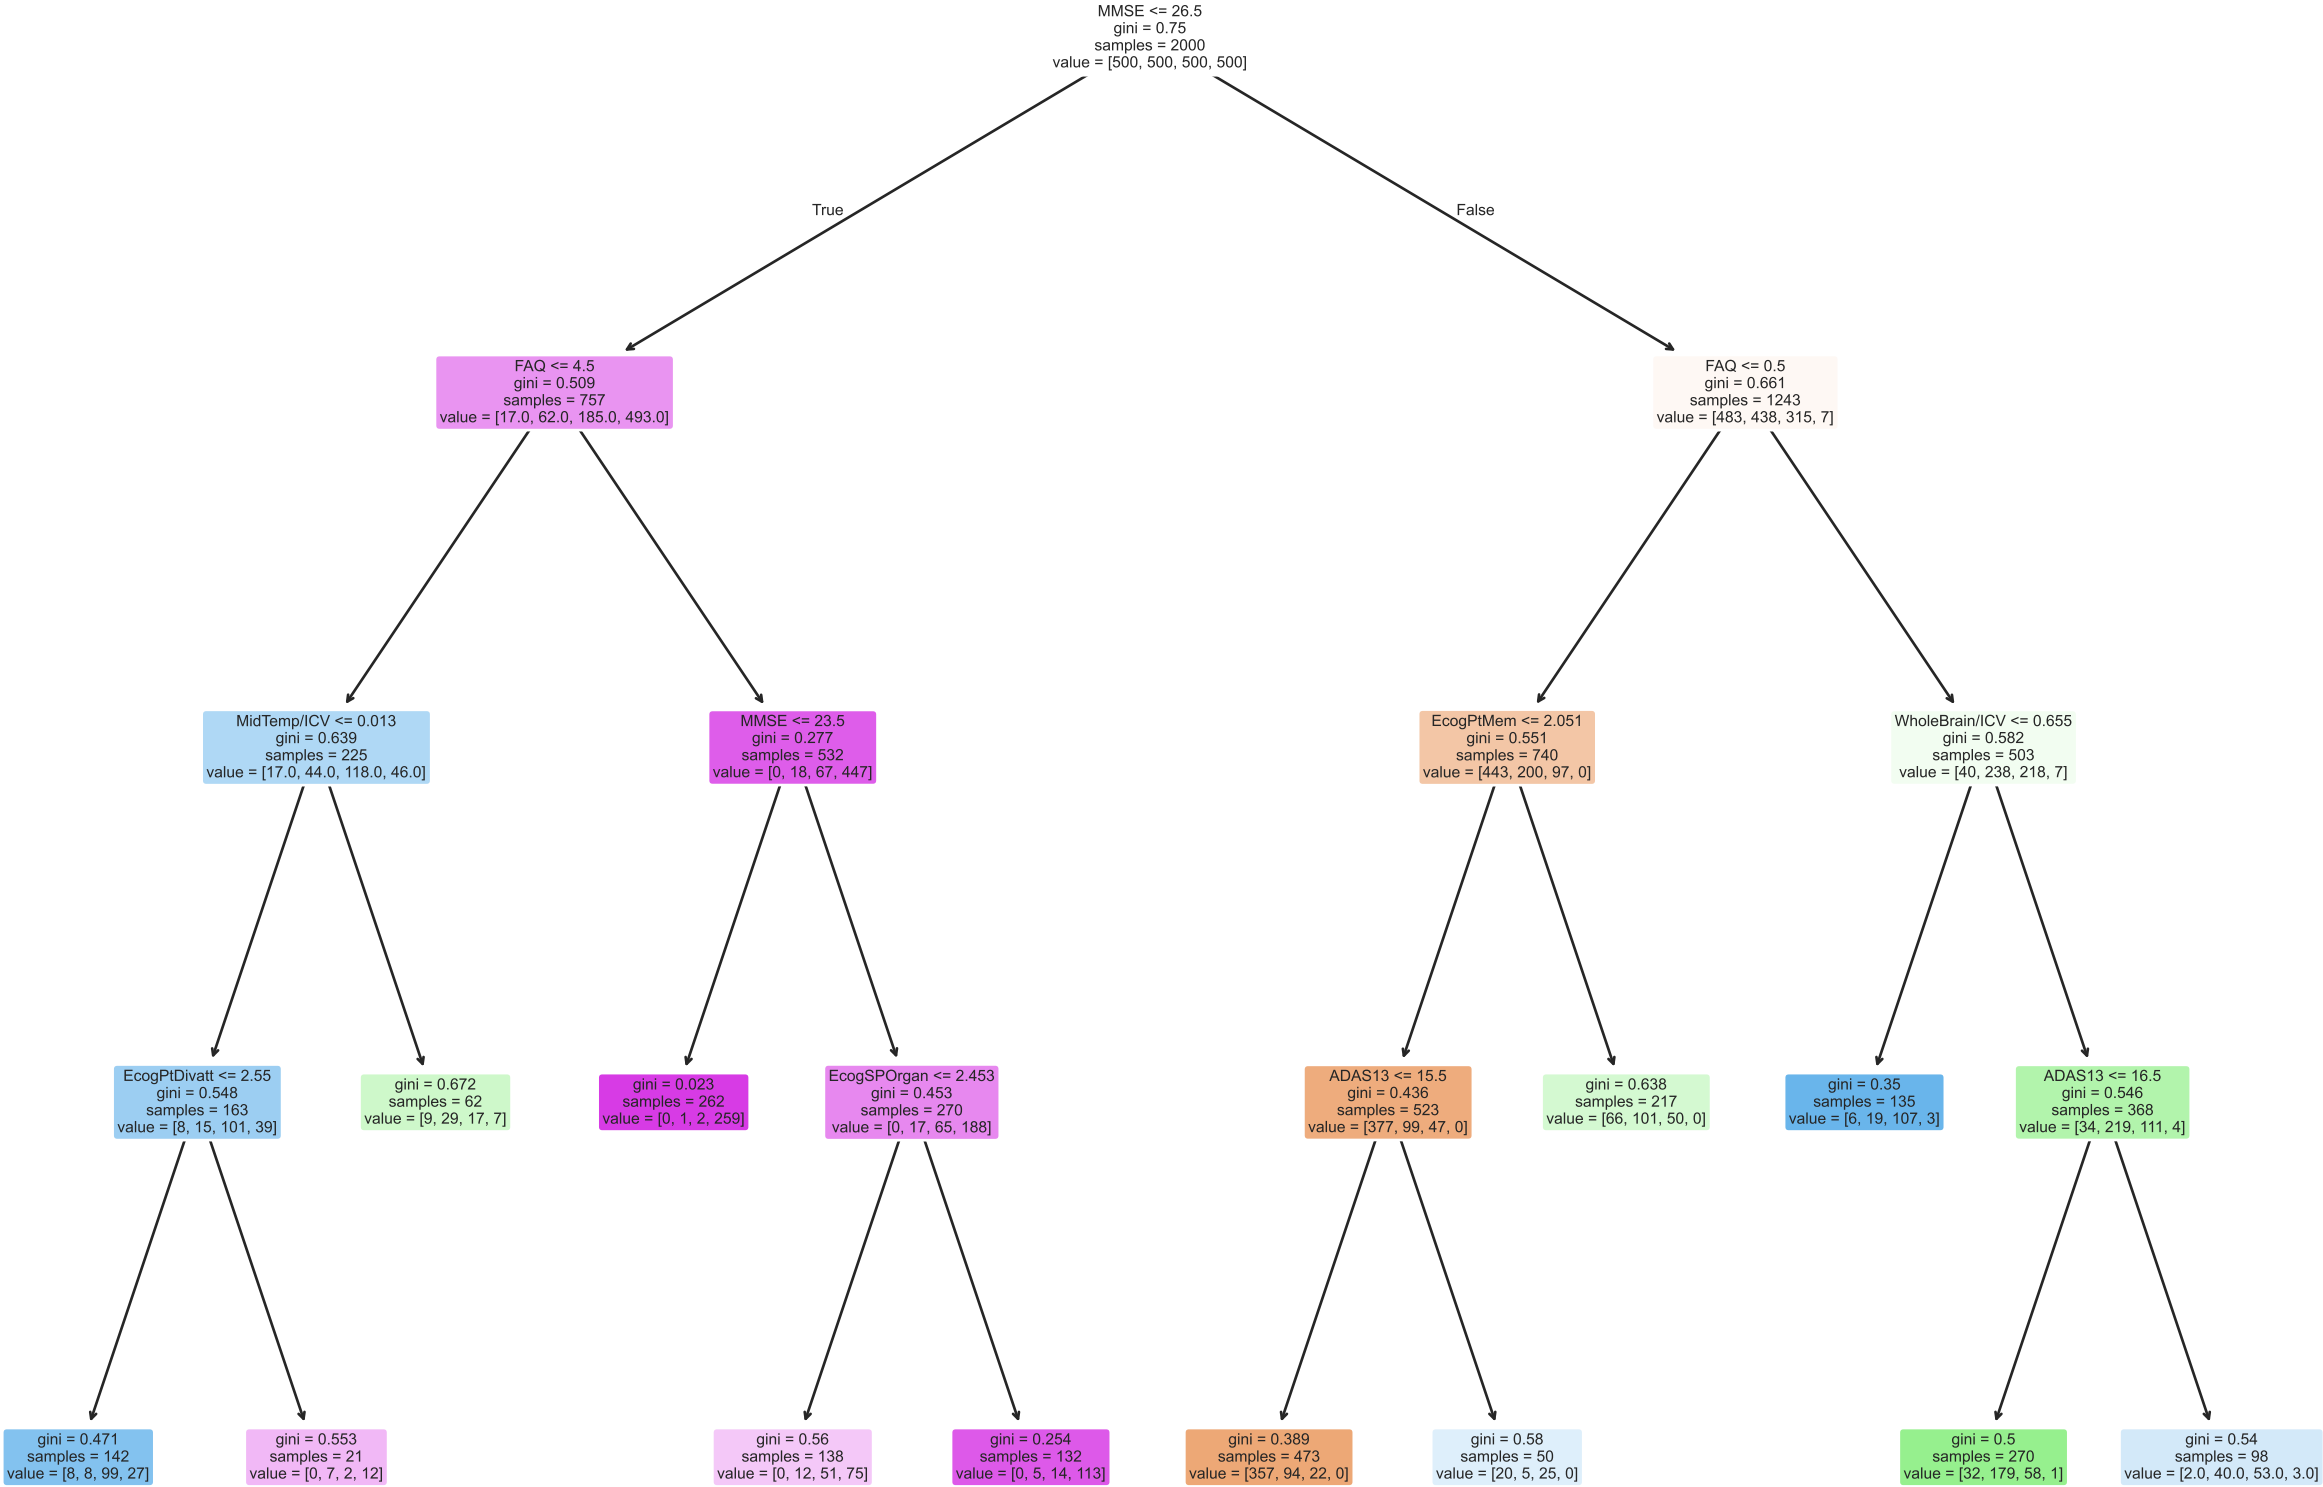 MMSE <= 26.5
gini = 0.75
samples = 2000
value = [500, 500, 500, 500]
True
False
FAQ <= 4.5
gini = 0.509
samples = 757
value = [17.0, 62.0, 185.0, 493.0]
FAQ <= 0.5
gini = 0.661
samples = 1243
value = [483, 438, 315, 7]
MidTemp/ICV <= 0.013
gini = 0.639
samples = 225
value = [17.0, 44.0, 118.0, 46.0]
MMSE <= 23.5
gini = 0.277
samples = 532
value = [0, 18, 67, 447]
EcogPtMem <= 2.051
gini = 0.551
samples = 740
value = [443, 200, 97, 0]
WholeBrain/ICV <= 0.655
gini = 0.582
samples = 503
value = [40, 238, 218, 7]
EcogPtDivatt <= 2.55
gini = 0.548
samples = 163
value = [8, 15, 101, 39]
gini = 0.672
samples = 62
value = [9, 29, 17, 7]
gini = 0.023
samples = 262
value = [0, 1, 2, 259]
EcogSPOrgan <= 2.453
gini = 0.453
samples = 270
value = [0, 17, 65, 188]
ADAS13 <= 15.5
gini = 0.436
samples = 523
value = [377, 99, 47, 0]
gini = 0.638
samples = 217
value = [66, 101, 50, 0]
gini = 0.35
samples = 135
value = [6, 19, 107, 3]
ADAS13 <= 16.5
gini = 0.546
samples = 368
value = [34, 219, 111, 4]
gini = 0.471
samples = 142
value = [8, 8, 99, 27]
gini = 0.553
samples = 21
value = [0, 7, 2, 12]
gini = 0.56
samples = 138
value = [0, 12, 51, 75]
gini = 0.254
samples = 132
value = [0, 5, 14, 113]
gini = 0.389
samples = 473
value = [357, 94, 22, 0]
gini = 0.58
samples = 50
value = [20, 5, 25, 0]
gini = 0.5
samples = 270
value = [32, 179, 58, 1]
gini = 0.54
samples = 98
value = [2.0, 40.0, 53.0, 3.0]